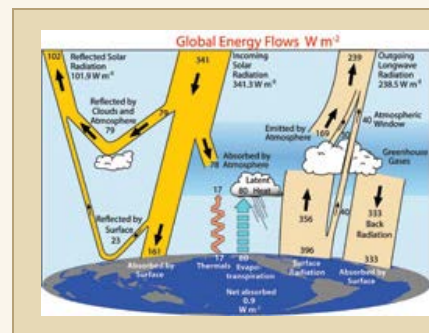 Global Energy Flows W m-2
102
Reflected Solar
Radiation
101.9 W m-2
341
Incoming
Solar
Radiation
341.3 W m-2
239
Outgoing
Longwave
Radiation
238.5 W m-2
Reflected by
Clouds and
Atmosphere
79
79
Emitted by
Atmosphere
169
30
40
Atmospheric
Window
Greenhouse
Gases
Absorbed by
Atmosphere
78
17
Latent
80 Heat
Reflected by
Surface
23
356
40
333
Back
Radiation
161
Absorbed by
Surface
17
Thermals
80
Evapo-
transpiration
396
Surface
Radiation
333
Absorbed by
Surface
Net absorbed
0.9
W m-2